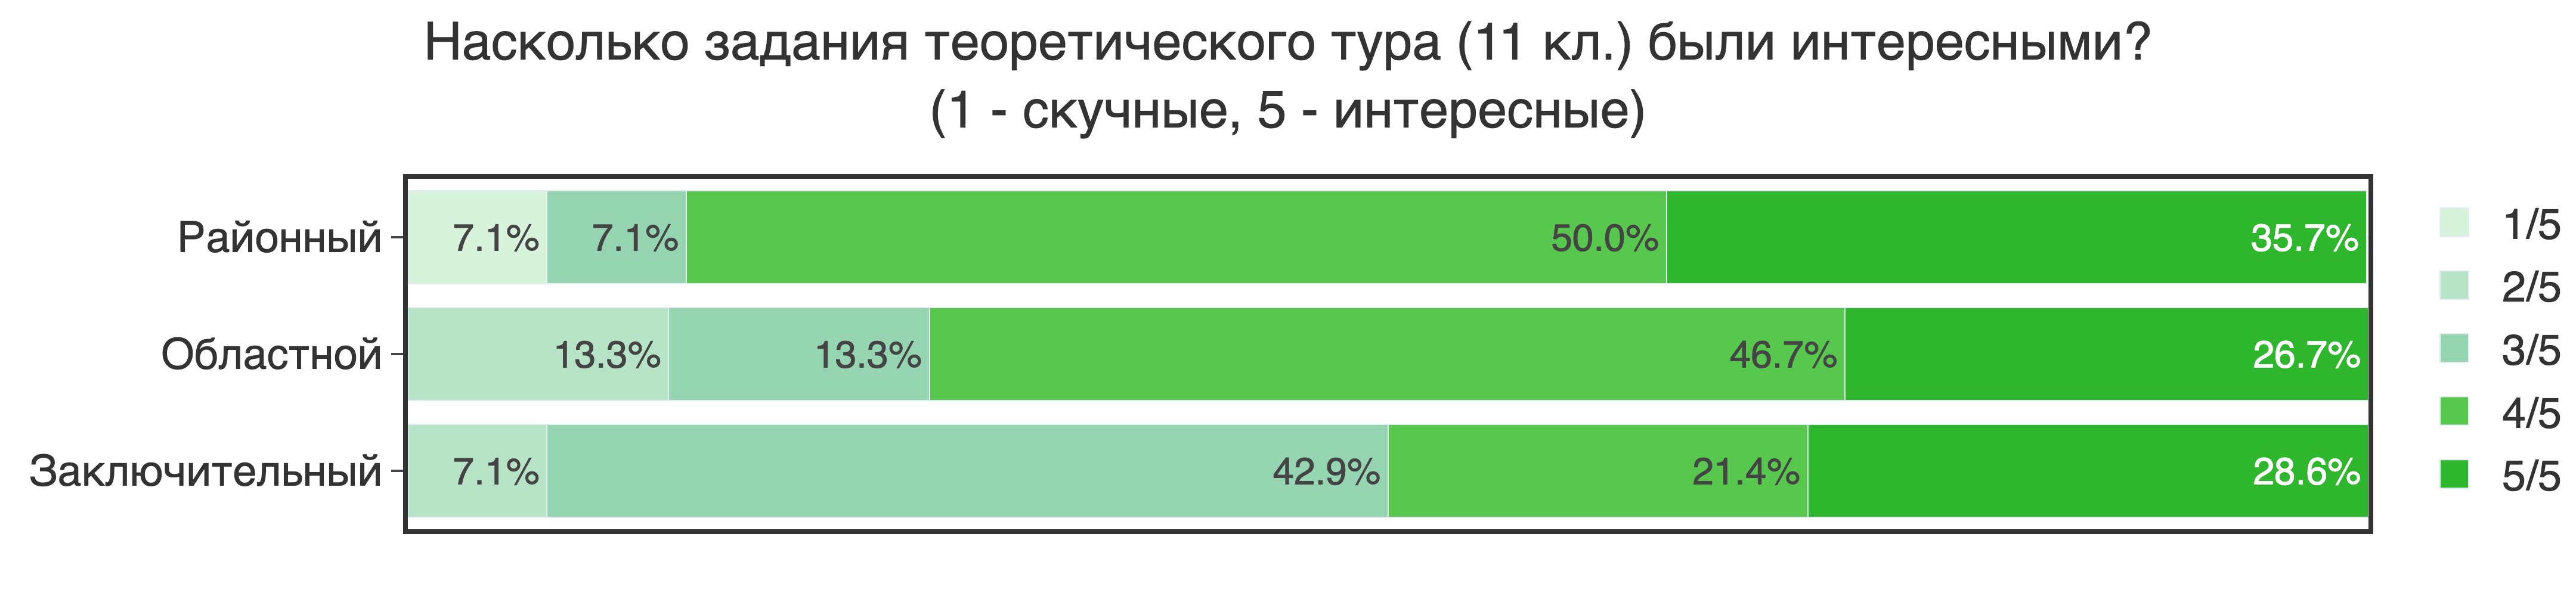 Насколько задания теоретического тура (11 кл.) были интересными?
(1 - скучные, 5 - интересные)
Районный 7.1% 7.1% 50.0% 35.7%
Областной 13.3% 13.3% 46.7% 26.7%
Заключительный 7.1% 42.9% 21.4% 28.6%
1/5
2/5
3/5
4/5
5/5